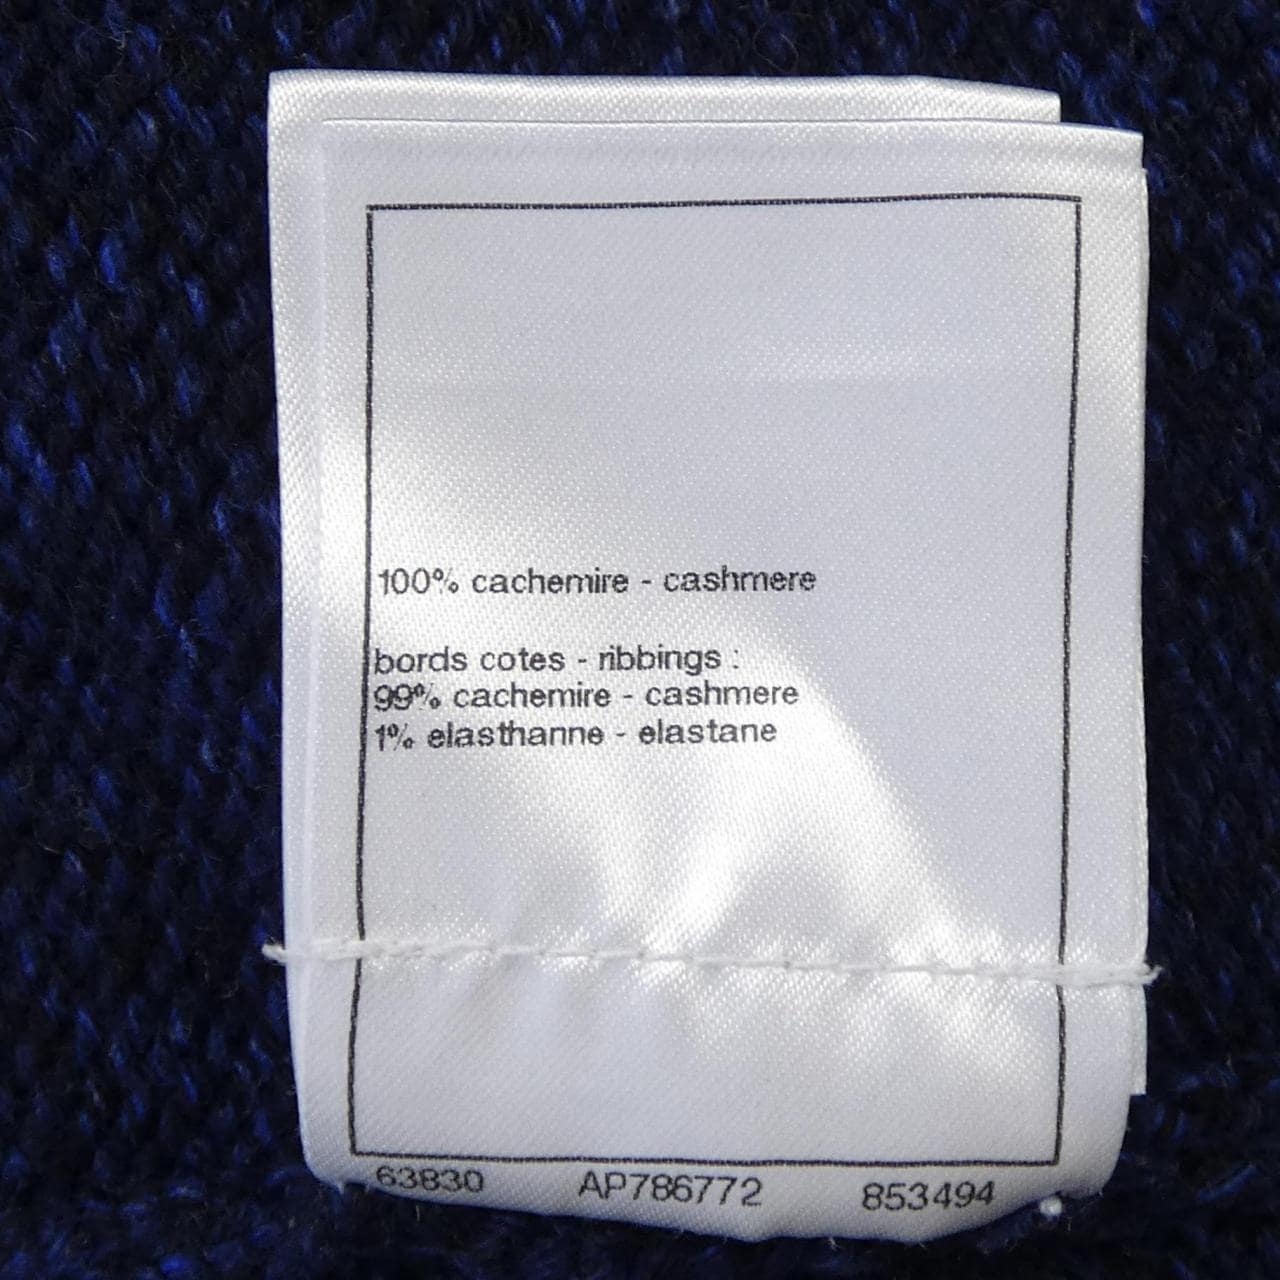 100% cachemire - cashmere
bords cotes - ribbings :
99% cachemire - cashmere
1% elasthanne - elastane
63830 AP786772 853494